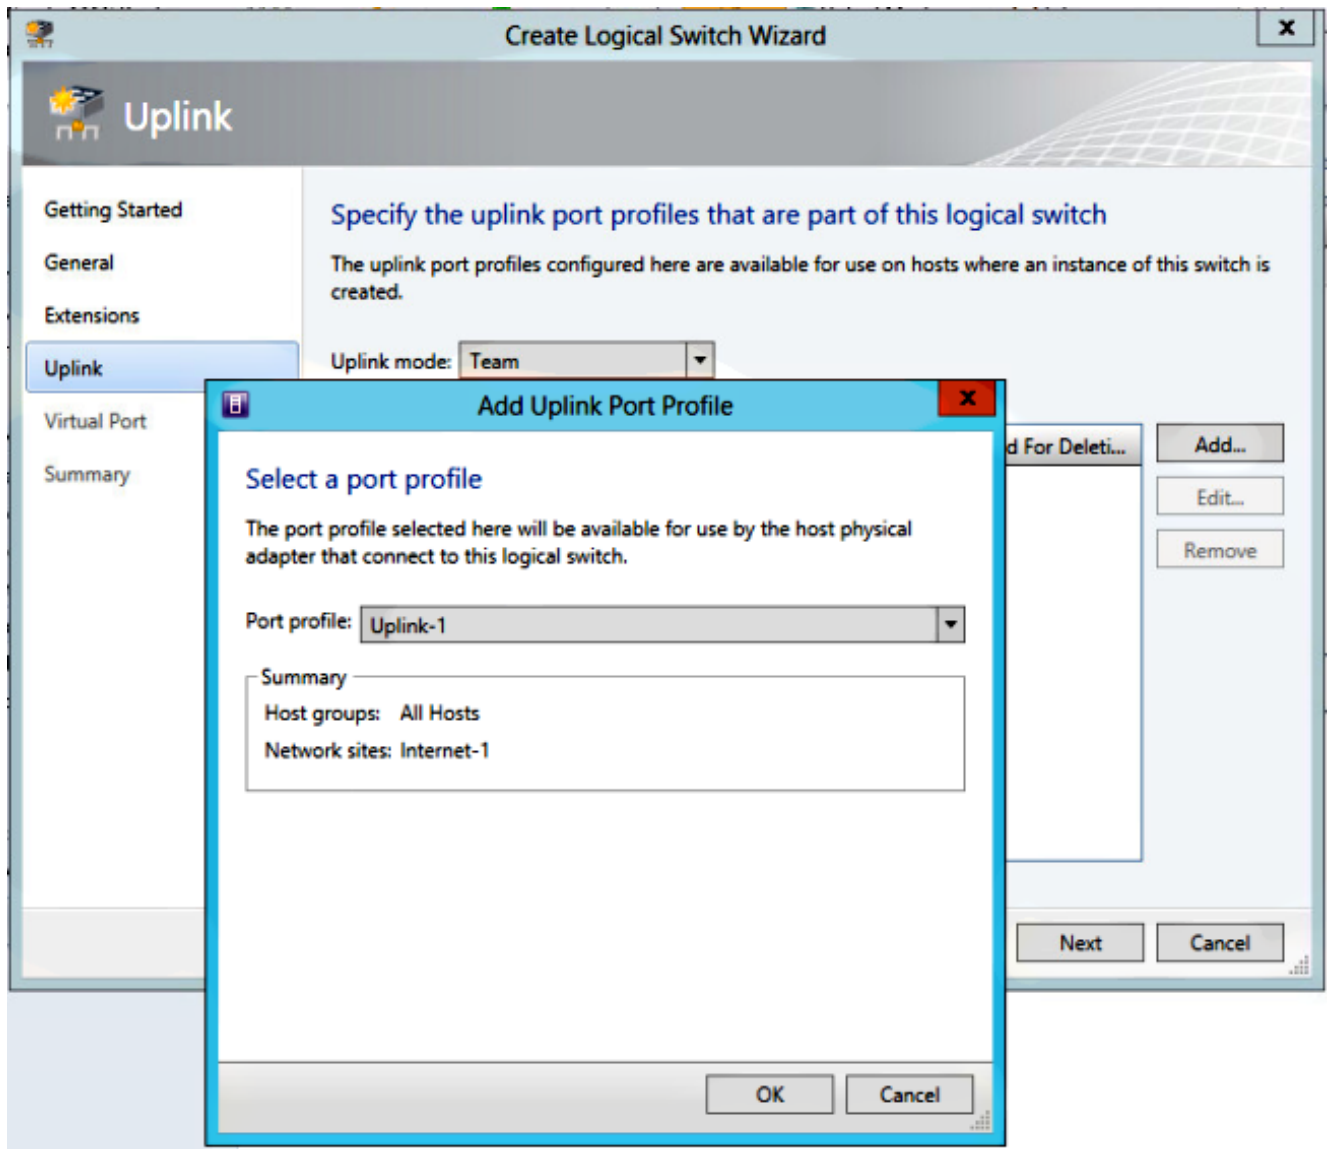 Create Logical Switch Wizard
Uplink
Getting Started
General
Extensions
Uplink
Virtual Port
Summary
Specify the uplink port profiles that are part of this logical switch
The uplink port profiles configured here are available for use on hosts where an instance of this switch is
created.
Uplink mode: Team
d For Deleti...
Add...
Edit...
Remove
Next
Cancel
Add Uplink Port Profile
Select a port profile
The port profile selected here will be available for use by the host physical
adapter that connect to this logical switch.
Port profile: Uplink-1
Summary
Host groups: All Hosts
Network sites: Internet-1
OK
Cancel